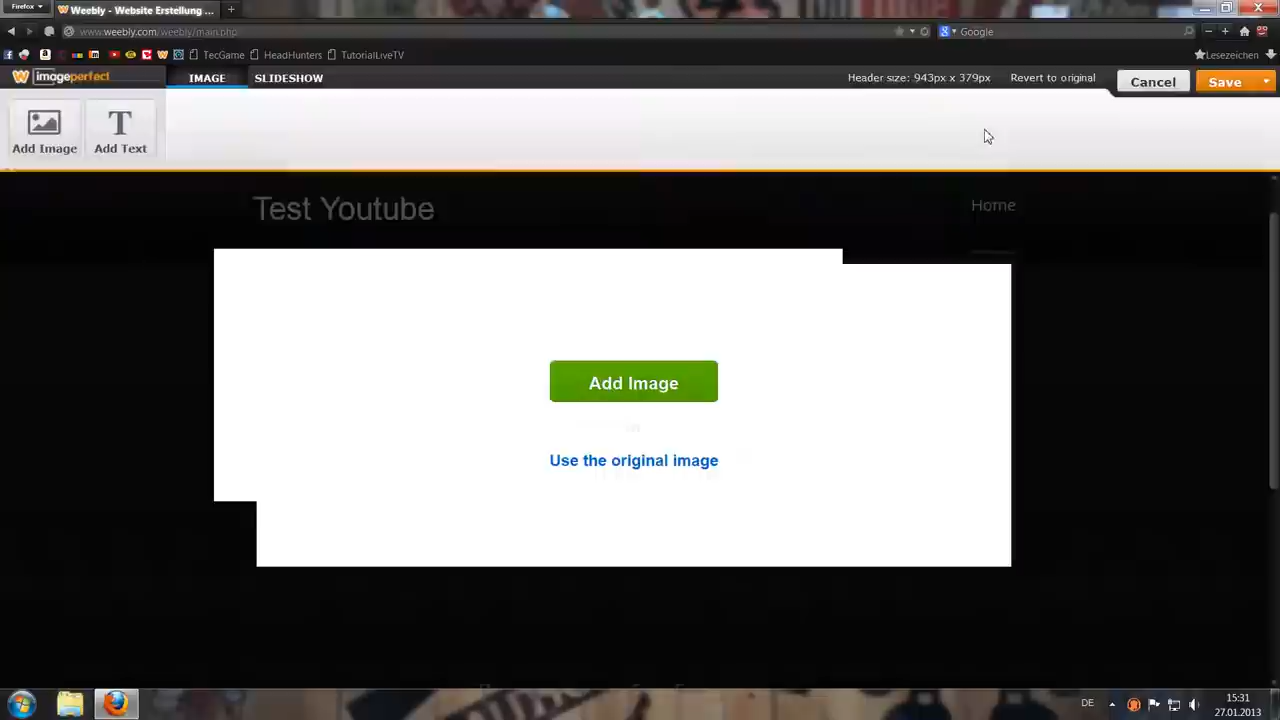 Firefox
Weebly - Website Erstellung ...
www.weebly.com/weebly/main.php
Google
TecGame
HeadHunters
TutorialLiveTV
Lesezeichen
imageperfect
IMAGE
SLIDESHOW
Header size: 943px x 379px
Revert to original
Cancel
Save
Add Image
Add Text
Test Youtube
Home
Add Image
Use the original image
DE
15:31
27.01.2013